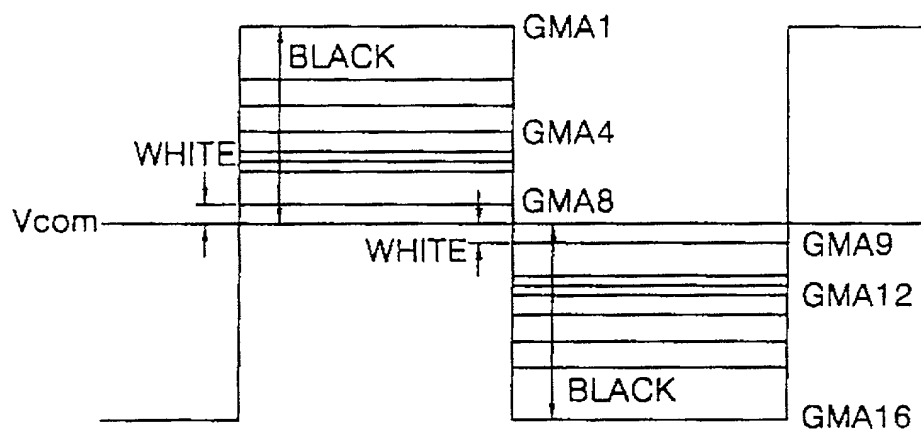 GMA1
BLACK
GMA4
WHITE
GMA8
Vcom
WHITE
GMA9
GMA12
BLACK
GMA16